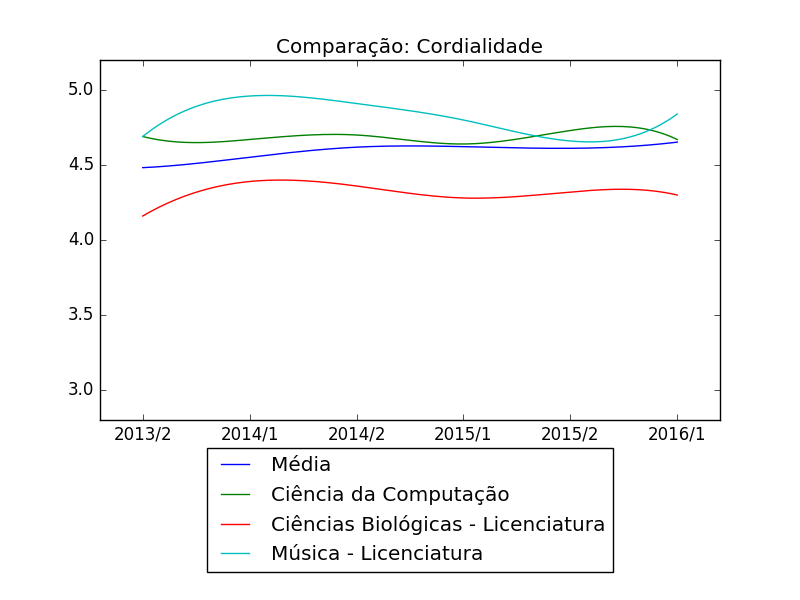 Comparação: Cordialidade
5.0
4.5
4.0
3.5
3.0
2013/2 2014/1 2014/2 2015/1 2015/2 2016/1
Média
Ciência da Computação
Ciências Biológicas - Licenciatura
Música - Licenciatura